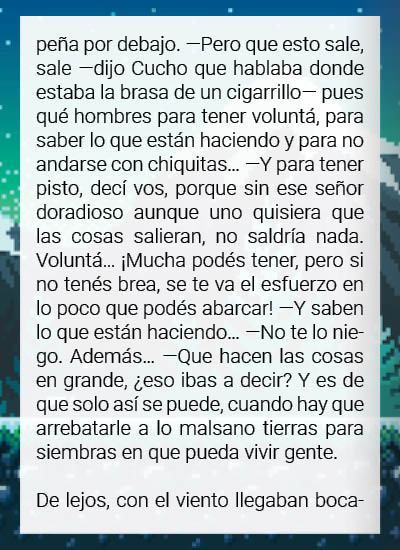 peña por debajo. —Pero que esto sale,
sale —dijo Cucho que hablaba donde
estaba la brasa de un cigarrillo— pues
qué hombres para tener voluntá, para
saber lo que están haciendo y para no
andarse con chiquitas... —Y para tener
pisto, decí vos, porque sin ese señor
doradioso aunque uno quisiera que
las cosas salieran, no saldría nada.
Voluntá... ¡Mucha podés tener, pero si
no tenés brea, se te va el esfuerzo en
lo poco que podés abarcar! —Y saben
lo que están haciendo... —No te lo nie-
go. Además... —Que hacen las cosas
en grande, ¿eso ibas a decir? Y es de
que solo así se puede, cuando hay que
arrebatarle a lo malsano tierras para
siembras en que pueda vivir gente.
De lejos, con el viento llegaban boca-